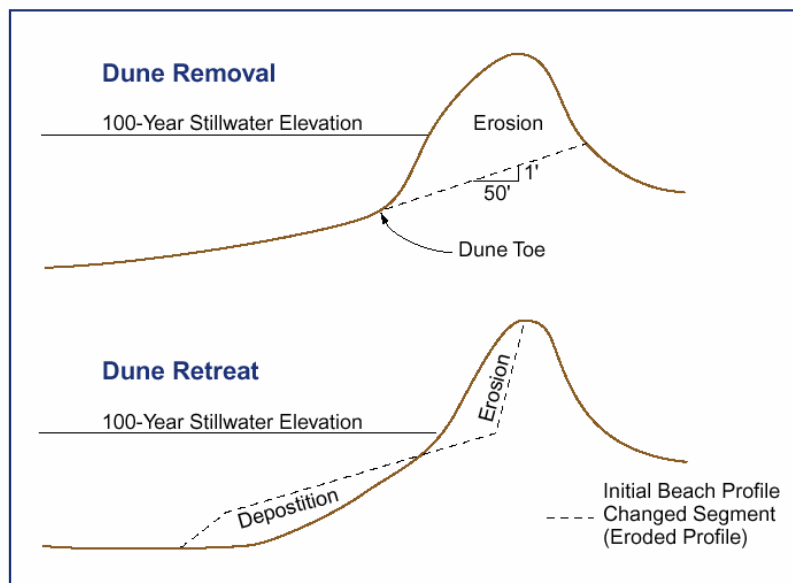 Dune Removal
100-Year Stillwater Elevation
Erosion
1'
50'
Dune Toe
Dune Retreat
100-Year Stillwater Elevation
Erosion
Depostition
Initial Beach Profile
Changed Segment
(Eroded Profile)